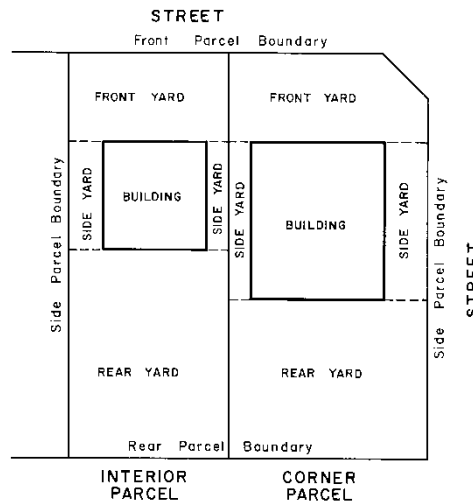 STREET
Front Parcel Boundary
FRONT YARD
FRONT YARD
Side Parcel Boundary
SIDE YARD
BUILDING
SIDE YARD
SIDE YARD
BUILDING
SIDE YARD
Side Parcel Boundary
STREET
REAR YARD
REAR YARD
Rear Parcel Boundary
INTERIOR
PARCEL
CORNER
PARCEL